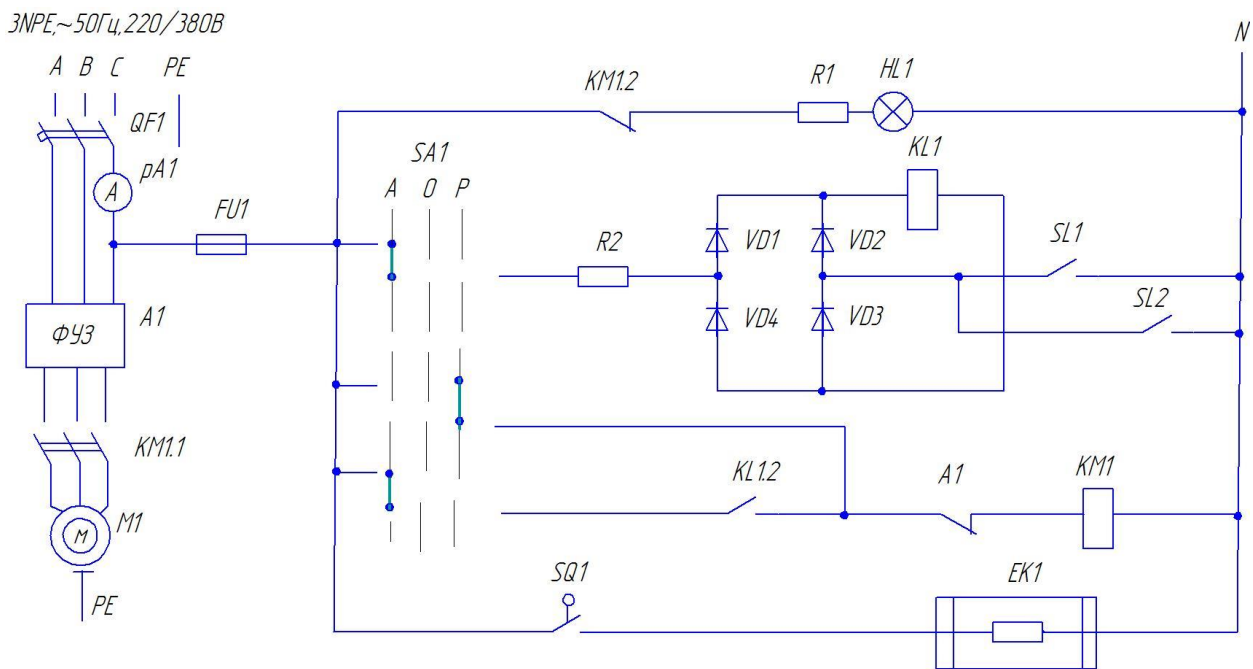 3NPE,~50Гц,220/380В
A B C PE
N
QF1
pA1
A
FU1
A1
ФУЗ
KM1.1
M1
M
PE
KM1.2
R1
HL1
SA1
A O P
KL1
R2
VD1
VD2
VD4
VD3
SL1
SL2
KL1.2
A1
KM1
SQ1
EK1